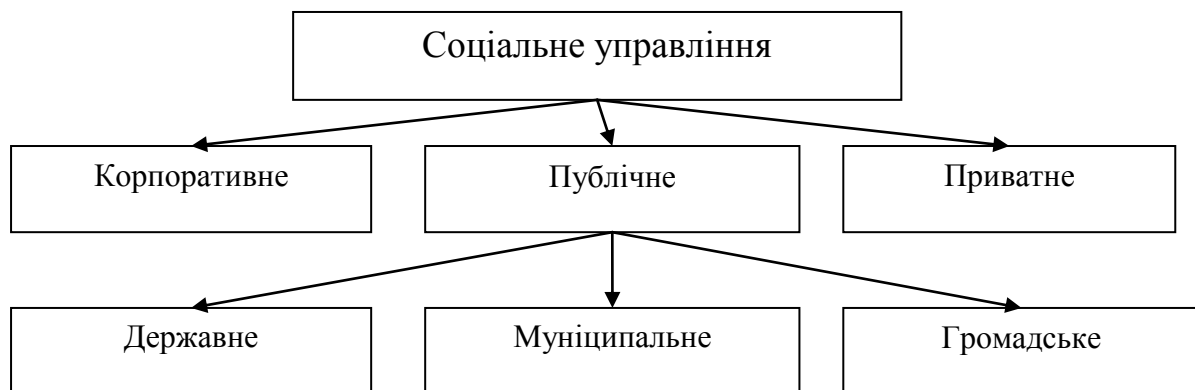 Соціальне управління
Корпоративне
Публічне
Приватне
Державне
Муніципальне
Громадське